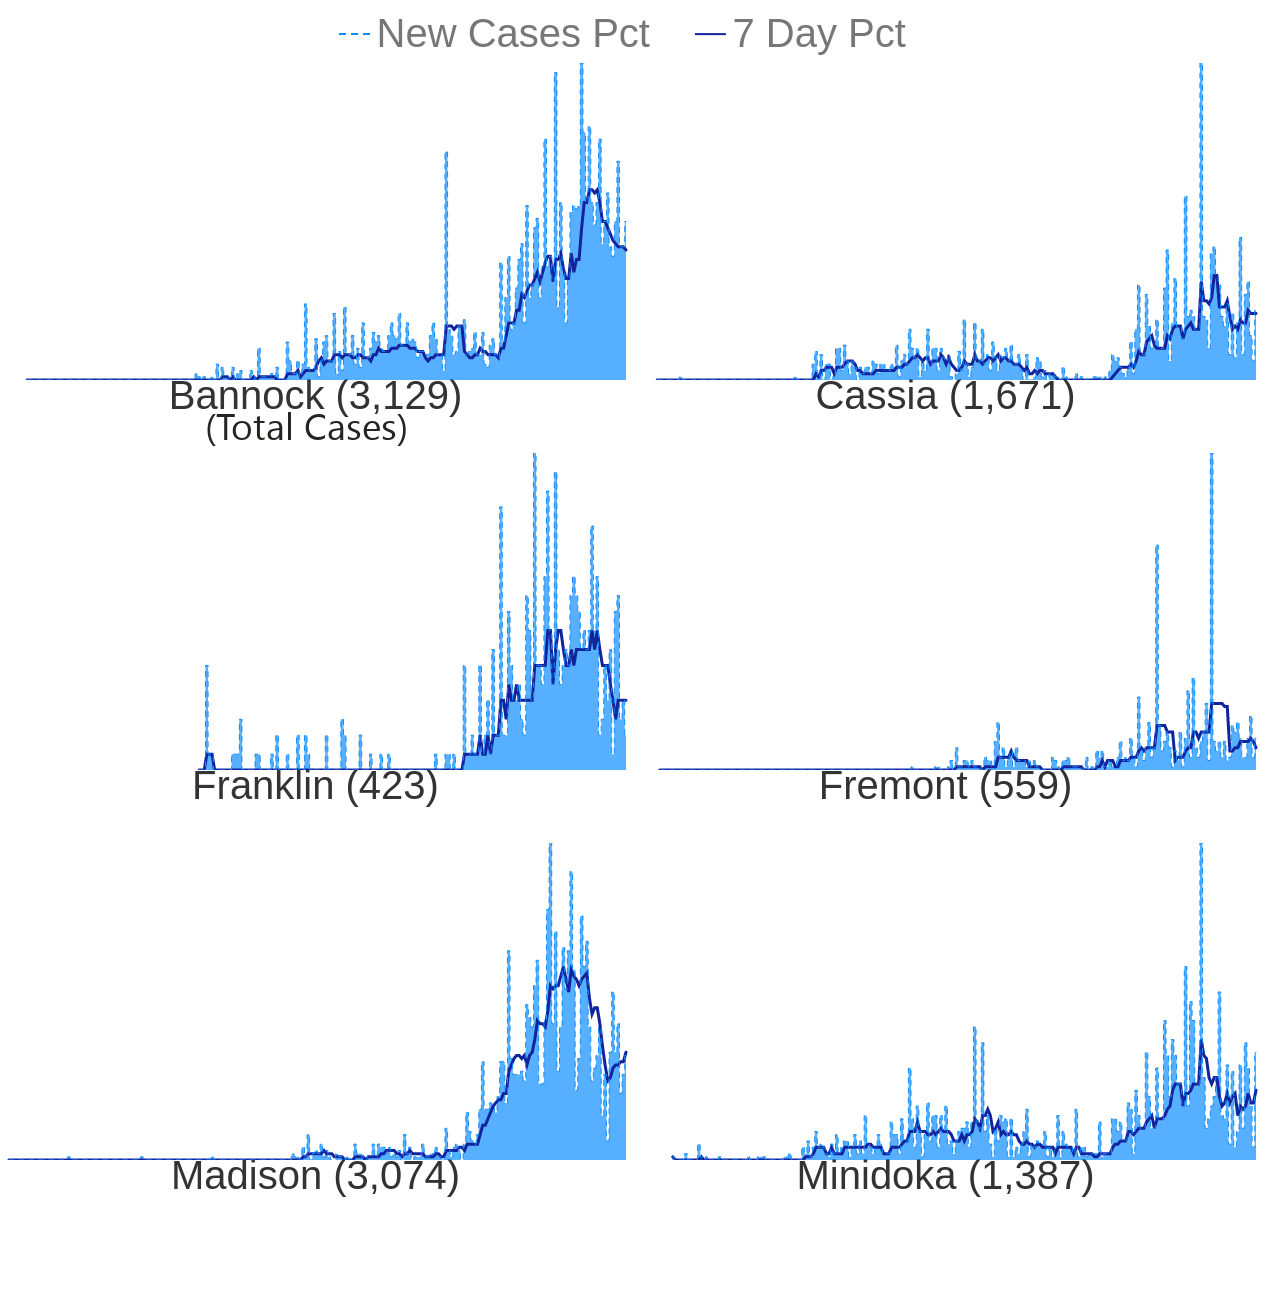 New Cases Pct 7 Day Pct
Bannock (3,129) Cassia (1,671)
(Total Cases)
Franklin (423) Fremont (559)
Madison (3,074) Minidoka (1,387)